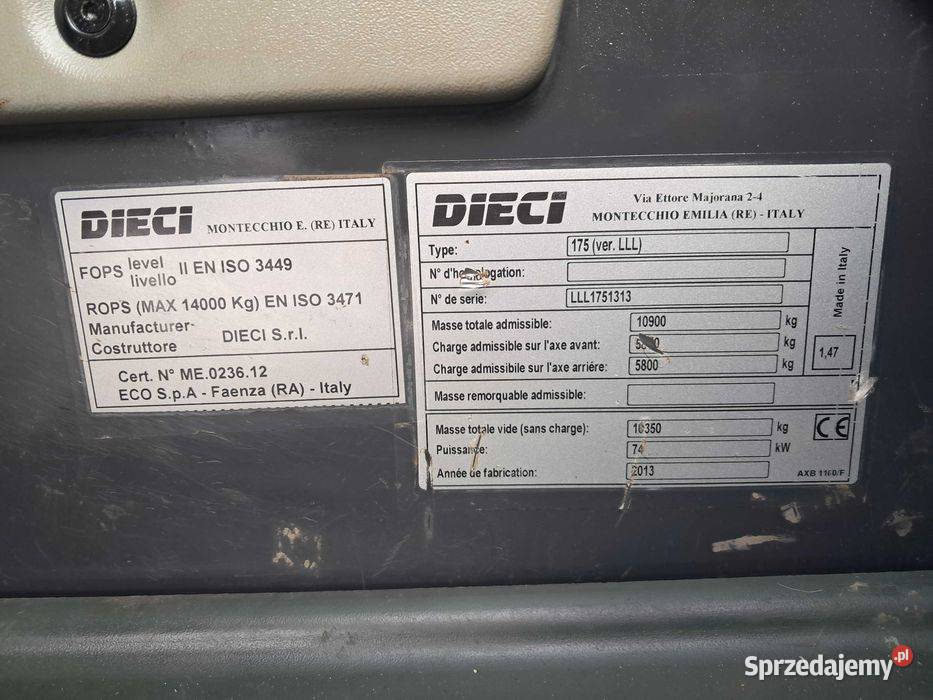 DIECI MONTECCHIO E. (RE) ITALY
FOPS level livello II EN ISO 3449
ROPS (MAX 14000 Kg) EN ISO 3471
Manufacturer
Costruttore DIECI S.r.l.
Cert. N° ME.0236.12
ECO S.p.A - Faenza (RA) - Italy
DIECI Via Ettore Majorana 2-4
MONTECCHIO EMILIA (RE) - ITALY
Type: 175 (ver. LLL)
N° d'homologation:
N° de serie: LLL1751313
Masse totale admissible: 10900 kg
Charge admissible sur l'axe avant: kg
Charge admissible sur l'axe arriére: 5800 kg
Masse remorquable admissible:
Masse totale vide (sans charge): 10350 kg
Puissance: 74 kW
Année de fabrication: 2013
Made in Italy
1,47
CE
AXB 1160/F
Sprzedajemy.pl